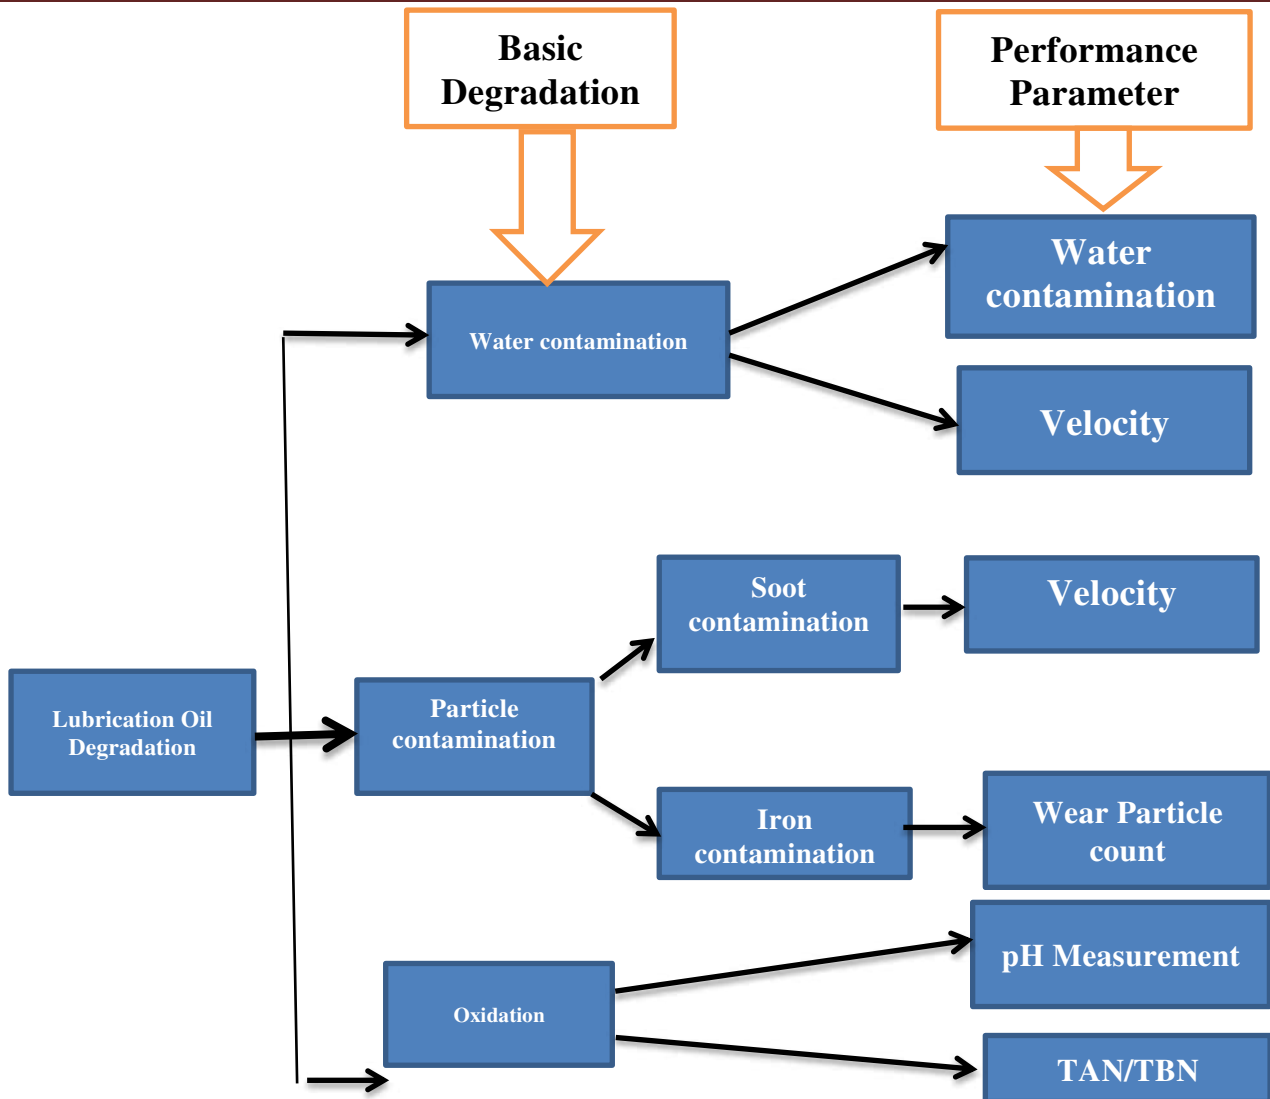 Basic
Degradation
Performance
Parameter
Water
contamination
Water contamination
Velocity
Soot
contamination
Velocity
Lubrication Oil
Degradation
Particle
contamination
Iron
contamination
Wear Particle
count
pH Measurement
Oxidation
TAN/TBN